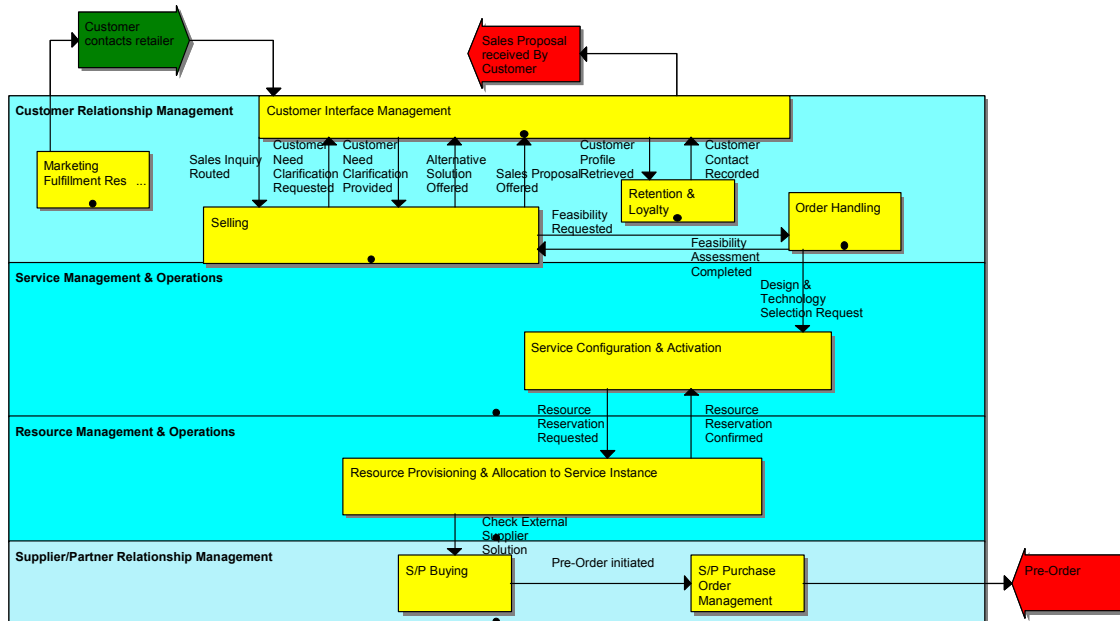 Customer
contacts retailer
Sales Proposal
received By
Customer
Customer Relationship Management
Customer Interface Management
Marketing
Fulfillment Res ...
Sales Inquiry
Routed
Customer
Need
Clarification
Requested
Customer
Need
Clarification
Provided
Alternative
Solution
Offered
Sales Proposal
Offered
Customer
Profile
Retrieved
Customer
Contact
Recorded
Retention &
Loyalty
Order Handling
Selling
Feasibility
Requested
Feasibility
Assessment
Completed
Service Management & Operations
Design &
Technology
Selection Request
Service Configuration & Activation
Resource Management & Operations
Resource
Reservation
Requested
Resource
Reservation
Confirmed
Resource Provisioning & Allocation to Service Instance
Check External
Supplier
Solution
Supplier/Partner Relationship Management
S/P Buying
Pre-Order initiated
S/P Purchase
Order
Management
Pre-Order